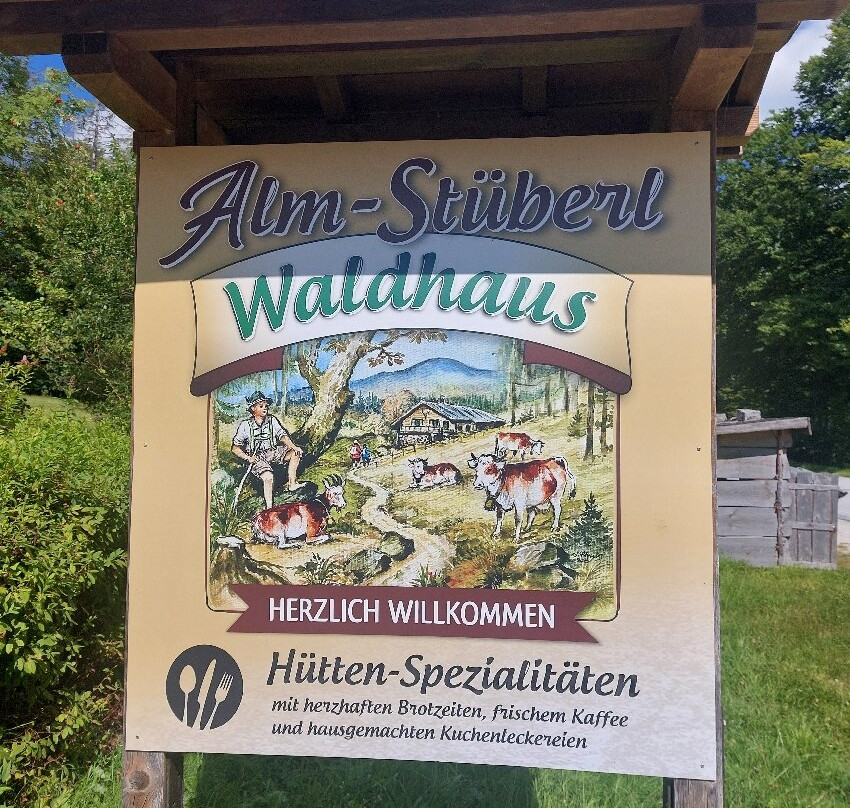 Alm-Stüberl
Waldhaus
HERZLICH WILLKOMMEN
Hütten-Spezialitäten
mit herzhaften Brotzeiten, frischem Kaffee
und hausgemachten Kuchenleckereien